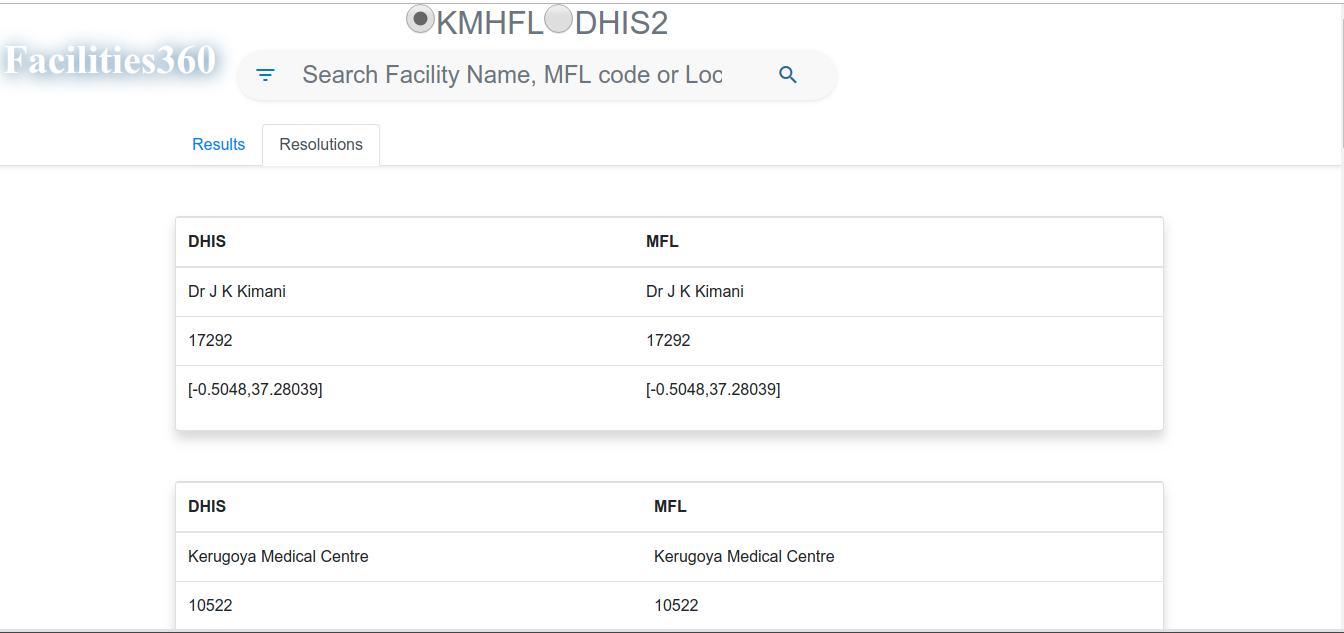 KMHFL DHIS2
Facilities360
Search Facility Name, MFL code or Loc
Results Resolutions
DHIS MFL
Dr J K Kimani Dr J K Kimani
17292 17292
[-0.5048,37.28039] [-0.5048,37.28039]
DHIS MFL
Kerugoya Medical Centre Kerugoya Medical Centre
10522 10522